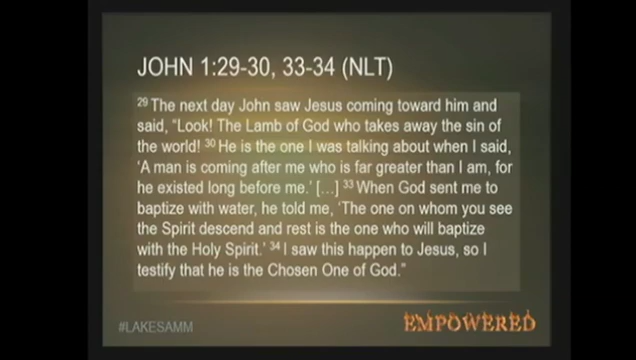 JOHN 1:29-30, 33-34 (NLT)
29 The next day John saw Jesus coming toward him and
said, “Look! The Lamb of God who takes away the sin of
the world! 30 He is the one I was talking about when I said,
‘A man is coming after me who is far greater than I am, for
he existed long before me.’ [...] 33 When God sent me to
baptize with water, he told me, ‘The one on whom you see
the Spirit descend and rest is the one who will baptize
with the Holy Spirit.’ 34 I saw this happen to Jesus, so I
testify that he is the Chosen One of God.”
#LAKESAMM
EMPOWERED